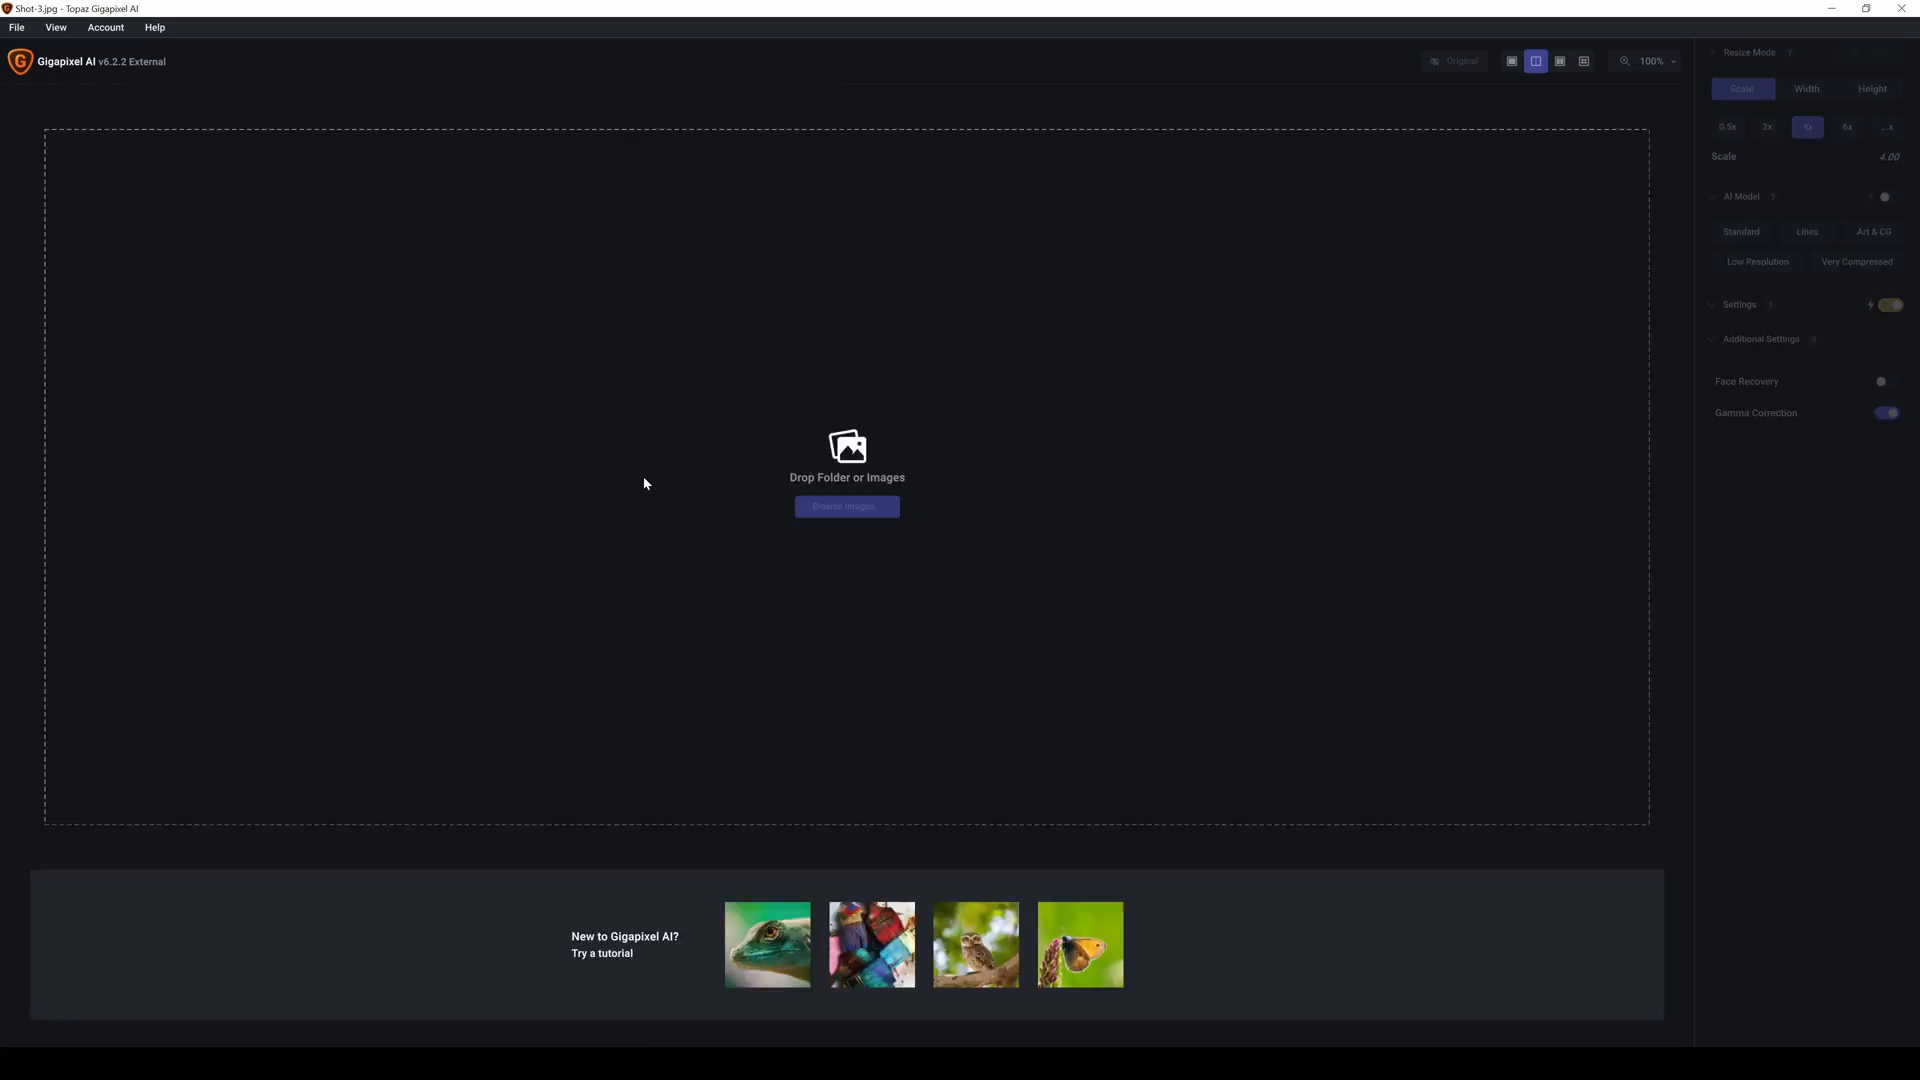 Shot-3.jpg - Topaz Gigapixel AI
File View Account Help
Gigapixel AI v6.2.2 External
Original
100%
Resize Mode ?
Scale Width Height
0.5x 2x 4x 6x ...x
Scale 4.00
AI Model ?
Standard Lines Art & CG
Low Resolution Very Compressed
Settings ?
Additional Settings ?
Face Recovery
Gamma Correction
Drop Folder or Images
Browse Images...
New to Gigapixel AI?
Try a tutorial